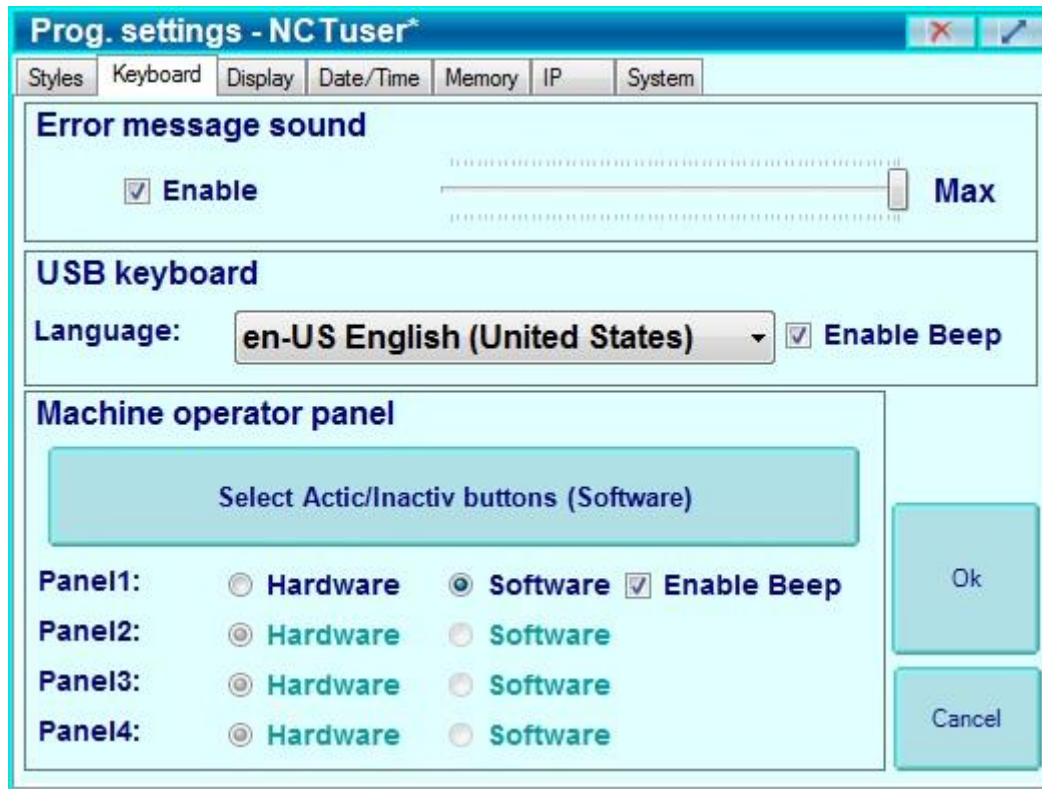 Prog. settings - NCTuser*
Styles Keyboard Display Date/Time Memory IP System
Error message sound
Enable Max
USB keyboard
Language: en-US English (United States) Enable Beep
Machine operator panel
Select Actic/Inactiv buttons (Software)
Panel1: Hardware Software Enable Beep
Panel2: Hardware Software
Panel3: Hardware Software
Panel4: Hardware Software
Ok
Cancel